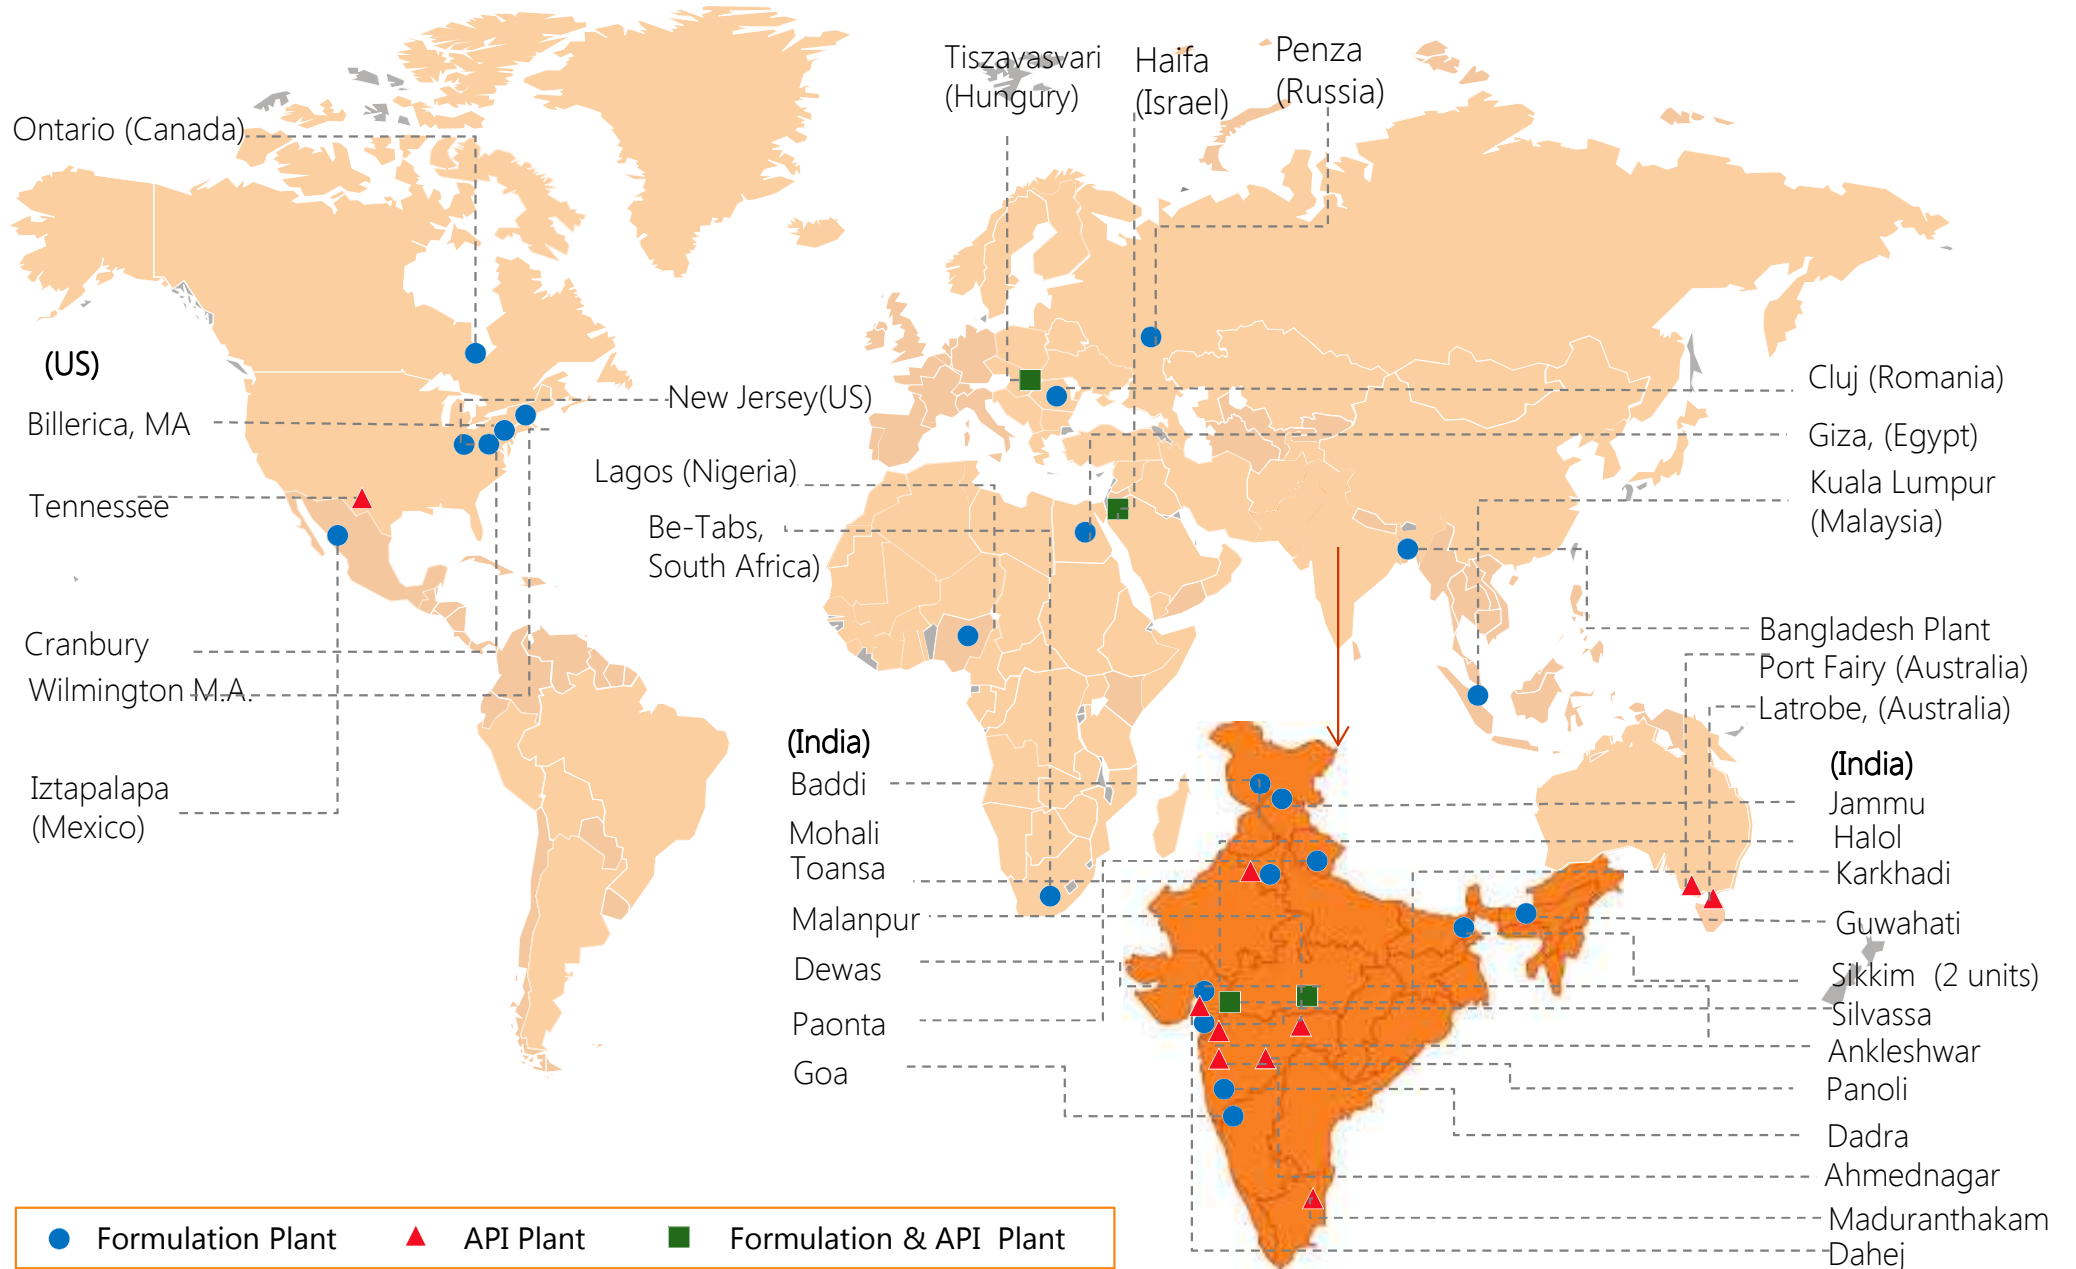 Tiszavasvari
(Hungury)
Haifa
(Israel)
Penza
(Russia)
Ontario (Canada)
(US)
Billerica, MA
Tennessee
Cranbury
Wilmington M.A.
Iztapalapa
(Mexico)
New Jersey(US)
Lagos (Nigeria)
Be-Tabs,
South Africa)
Cluj (Romania)
Giza, (Egypt)
Kuala Lumpur
(Malaysia)
Bangladesh Plant
Port Fairy (Australia)
Latrobe, (Australia)
(India)
Baddi
Mohali
Toansa
Malanpur
Dewas
Paonta
Goa
(India)
Jammu
Halol
Karkhadi
Guwahati
Sikkim (2 units)
Silvassa
Ankleshwar
Panoli
Dadra
Ahmednagar
Maduranthakam
Dahej
Formulation Plant
API Plant
Formulation & API Plant